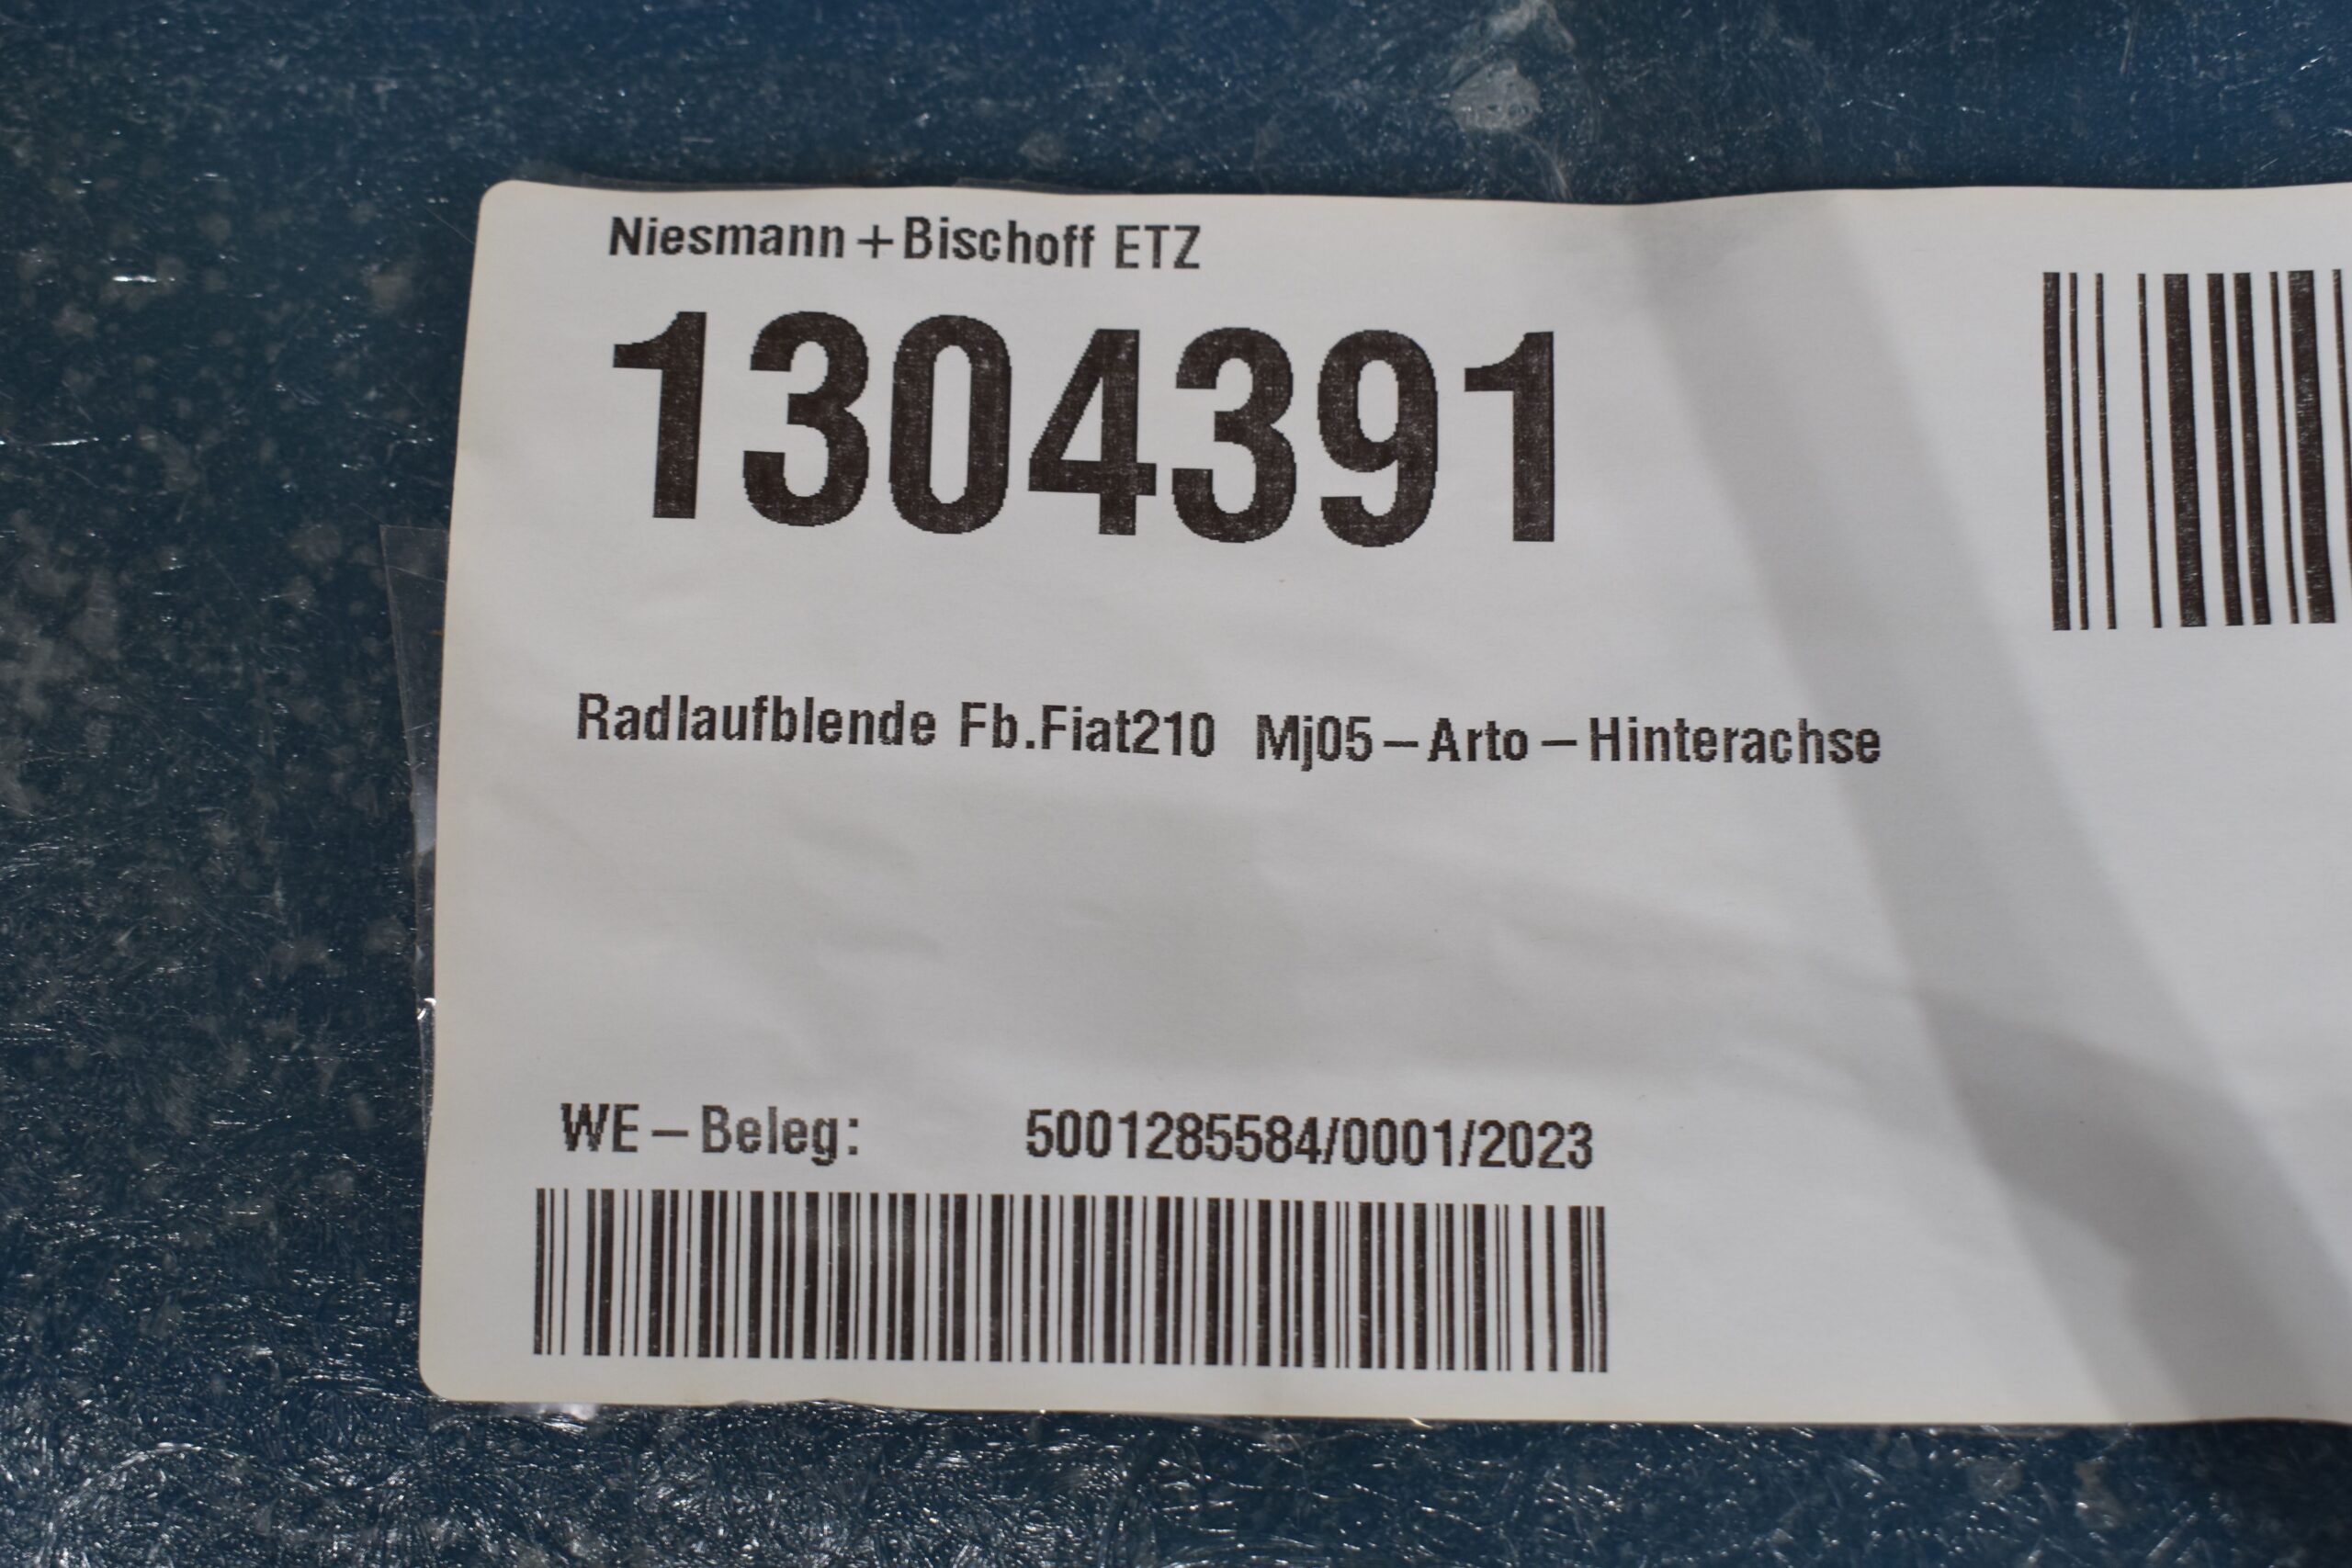 Niesmann+Bischoff ETZ
1304391
Radlaufblende Fb.Fiat210 Mj05-Arto-Hinterachse
WE-Beleg: 5001285584/0001/2023